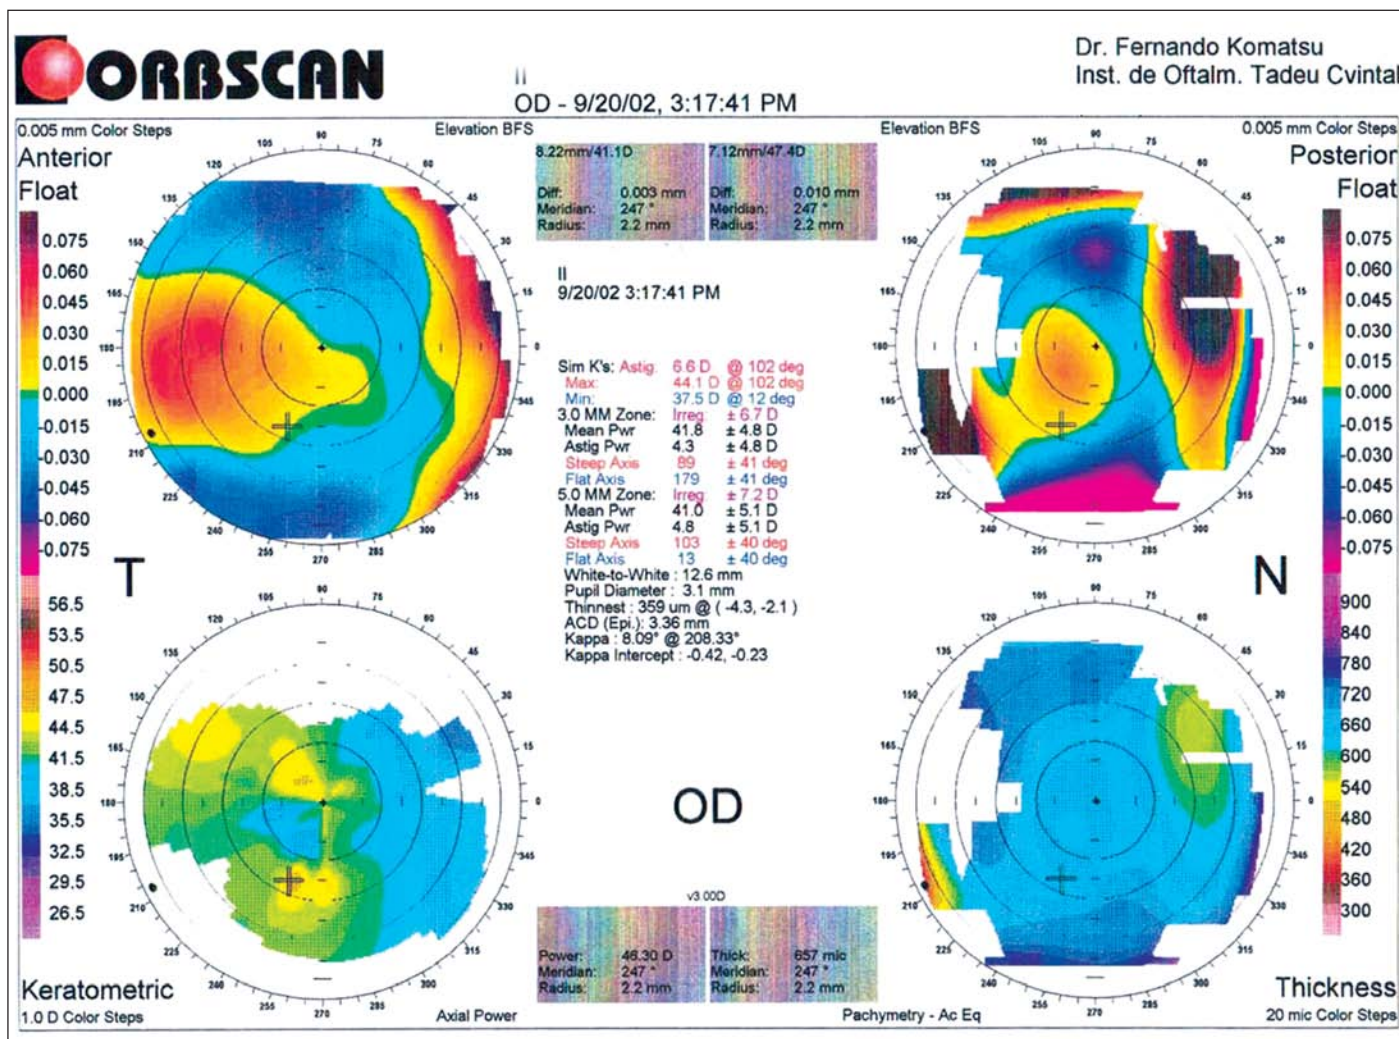 ORBSCAN
II
OD - 9/20/02, 3:17:41 PM
Dr. Fernando Komatsu
Inst. de Oftalm. Tadeu Cvintal
0.005 mm Color Steps
Elevation BFS
Anterior
Float
0.075
0.060
0.045
0.030
0.015
0.000
-0.015
-0.030
-0.045
-0.060
-0.075
8.22mm/41.1D
Diff: 0.003 mm
Meridian: 247 °
Radius: 2.2 mm
7.12mm/47.4D
Diff: 0.010 mm
Meridian: 247 °
Radius: 2.2 mm
Elevation BFS
0.005 mm Color Steps
Posterior
Float
0.075
0.060
0.045
0.030
0.015
0.000
-0.015
-0.030
-0.045
-0.060
-0.075
II
9/20/02 3:17:41 PM
Sim K's: Astig: 6.6 D @ 102 deg
Max: 44.1 D @ 102 deg
Min: 37.5 D @ 12 deg
3.0 MM Zone: Irreg: ± 6.7 D
Mean Pwr 41.8 ± 4.8 D
Astig Pwr 4.3 ± 4.8 D
Steep Axis 89 ± 41 deg
Flat Axis 179 ± 41 deg
5.0 MM Zone: Irreg: ± 7.2 D
Mean Pwr 41.0 ± 5.1 D
Astig Pwr 4.8 ± 5.1 D
Steep Axis 103 ± 40 deg
Flat Axis 13 ± 40 deg
White-to-White : 12.6 mm
Pupil Diameter : 3.1 mm
Thinnest : 359 um @ ( -4.3, -2.1 )
ACD (Epi.): 3.36 mm
Kappa : 8.09° @ 208.33°
Kappa Intercept : -0.42, -0.23
T
N
OD
56.5
53.5
50.5
47.5
44.5
41.5
38.5
35.5
32.5
29.5
26.5
Keratometric
1.0 D Color Steps
Axial Power
v3.00D
Power: 46.30 D
Meridian: 247 °
Radius: 2.2 mm
Thick: 657 mic
Meridian: 247 °
Radius: 2.2 mm
900
840
780
720
660
600
540
480
420
360
300
Pachymetry - Ac Eq
Thickness
20 mic Color Steps